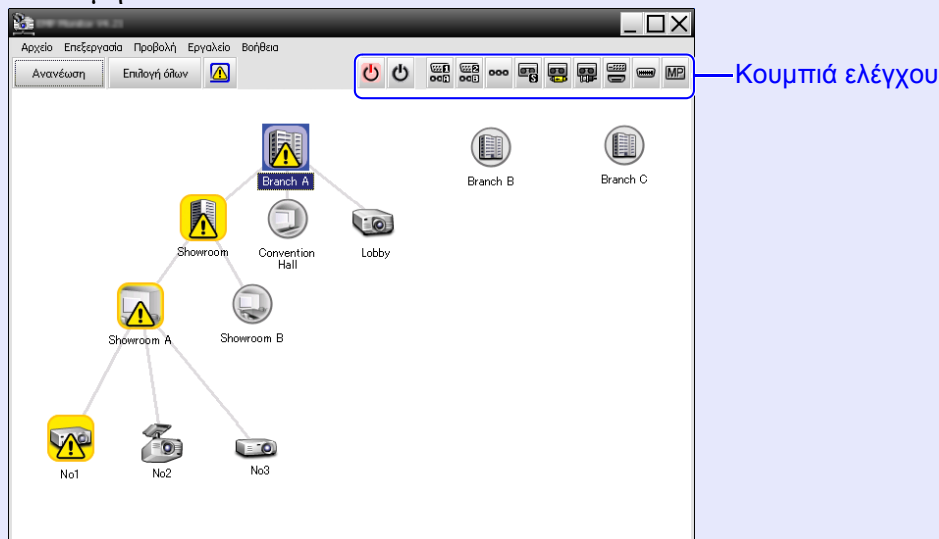 Αρχείο Επεξεργασία Προβολή Εργαλείο Βοήθεια
Ανανέωση Επιλογή όλων
MP
Κουμπιά ελέγχου
Branch A
Branch B
Branch C
Showroom
Convention
Hall
Lobby
Showroom A
Showroom B
No1
No2
No3